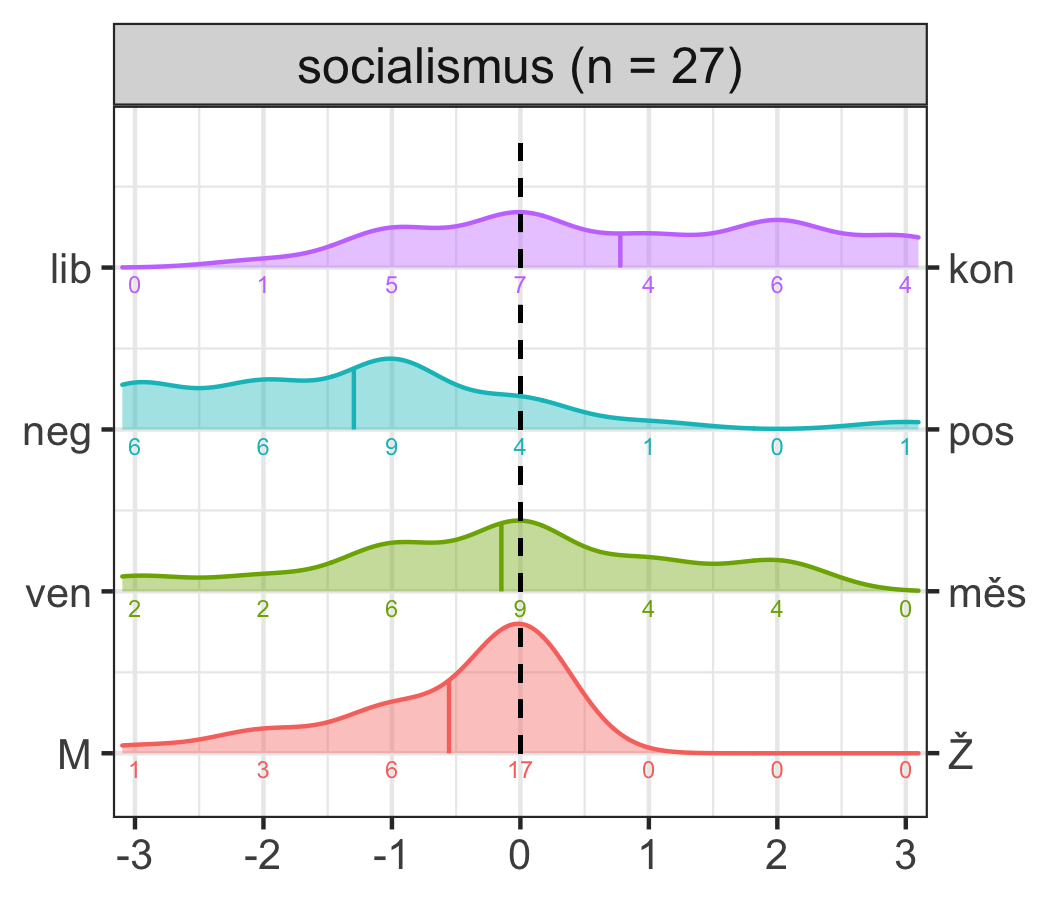 socialismus (n = 27)
lib kon
0 1 5 7 4 6 4
neg pos
6 6 9 4 1 0 1
ven měs
2 2 6 9 4 4 0
M Ž
1 3 6 17 0 0 0
-3 -2 -1 0 1 2 3